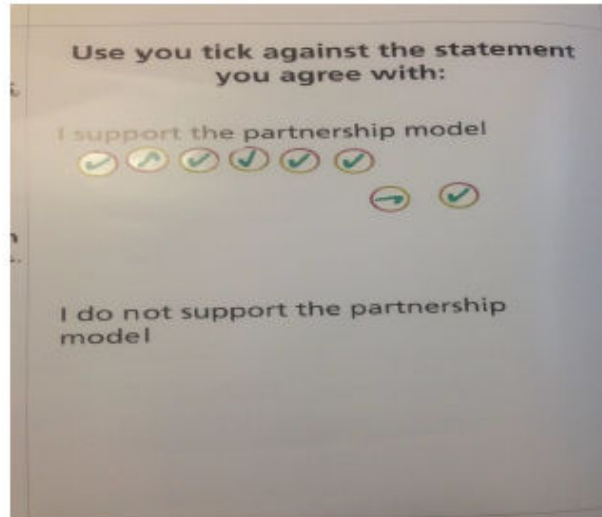 Use you tick against the statement
you agree with:
I support the partnership model
I do not support the partnership
model